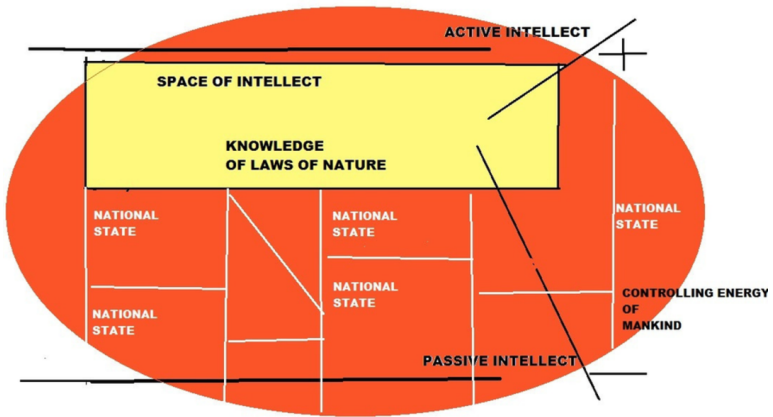 ACTIVE INTELLECT
SPACE OF INTELLECT
KNOWLEDGE
OF LAWS OF NATURE
NATIONAL
STATE
NATIONAL
STATE
NATIONAL
STATE
NATIONAL
STATE
NATIONAL
STATE
CONTROLLING ENERGY
OF
MANKIND
PASSIVE INTELLECT